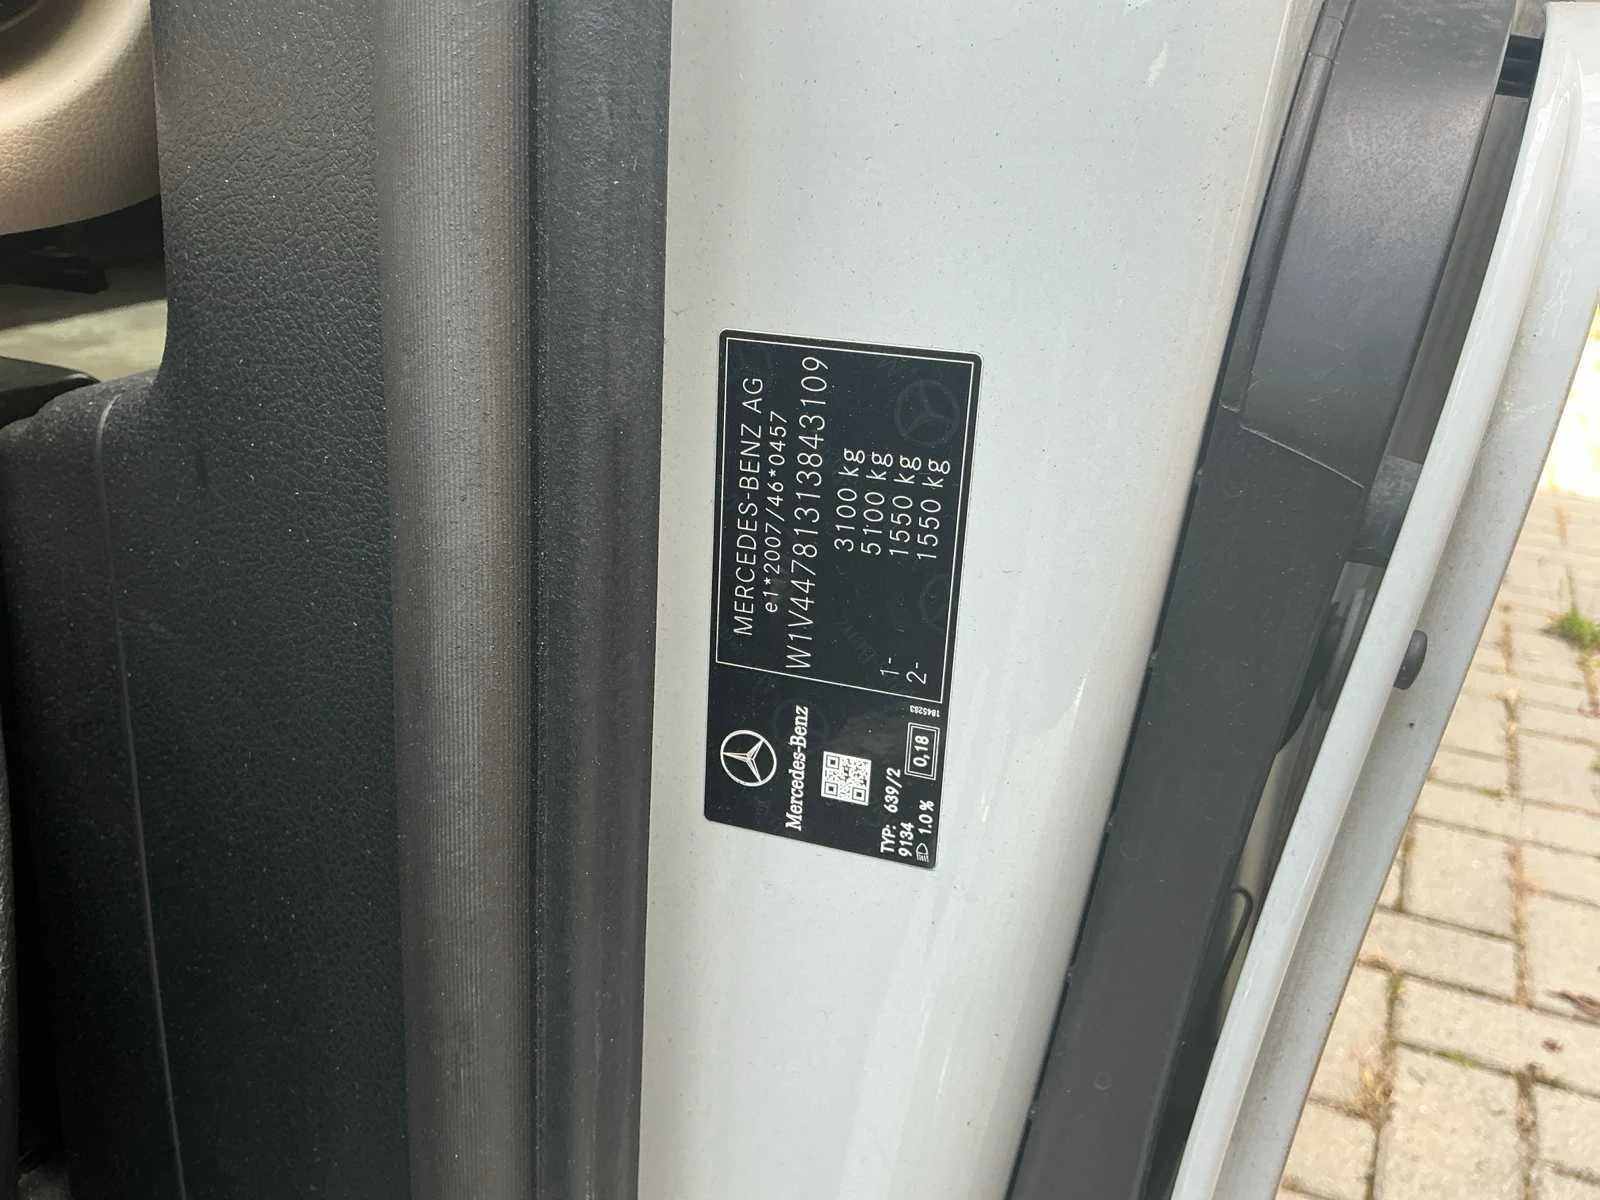 MERCEDES-BENZ AG
e1*2007/46*0457
W1V44781313843109
3100 kg
5100 kg
1- 1550 kg
2- 1550 kg
Mercedes-Benz
TYP: 639/2
9134
1.0 %
0,18
1845283